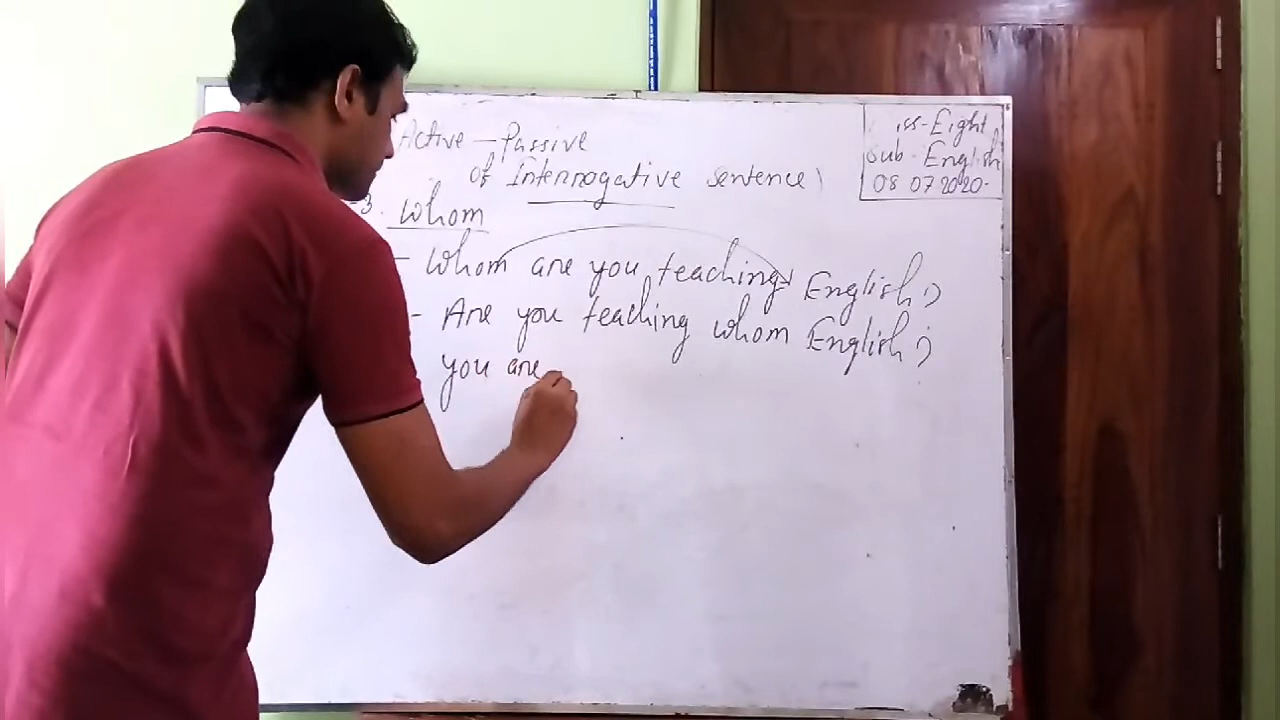 Active - Passive
of Interrogative sentence
3. Whom
- Whom are you teaching English?
- Are you teaching whom English?
you are
ss - Eight
Sub - English
08 07 2020.